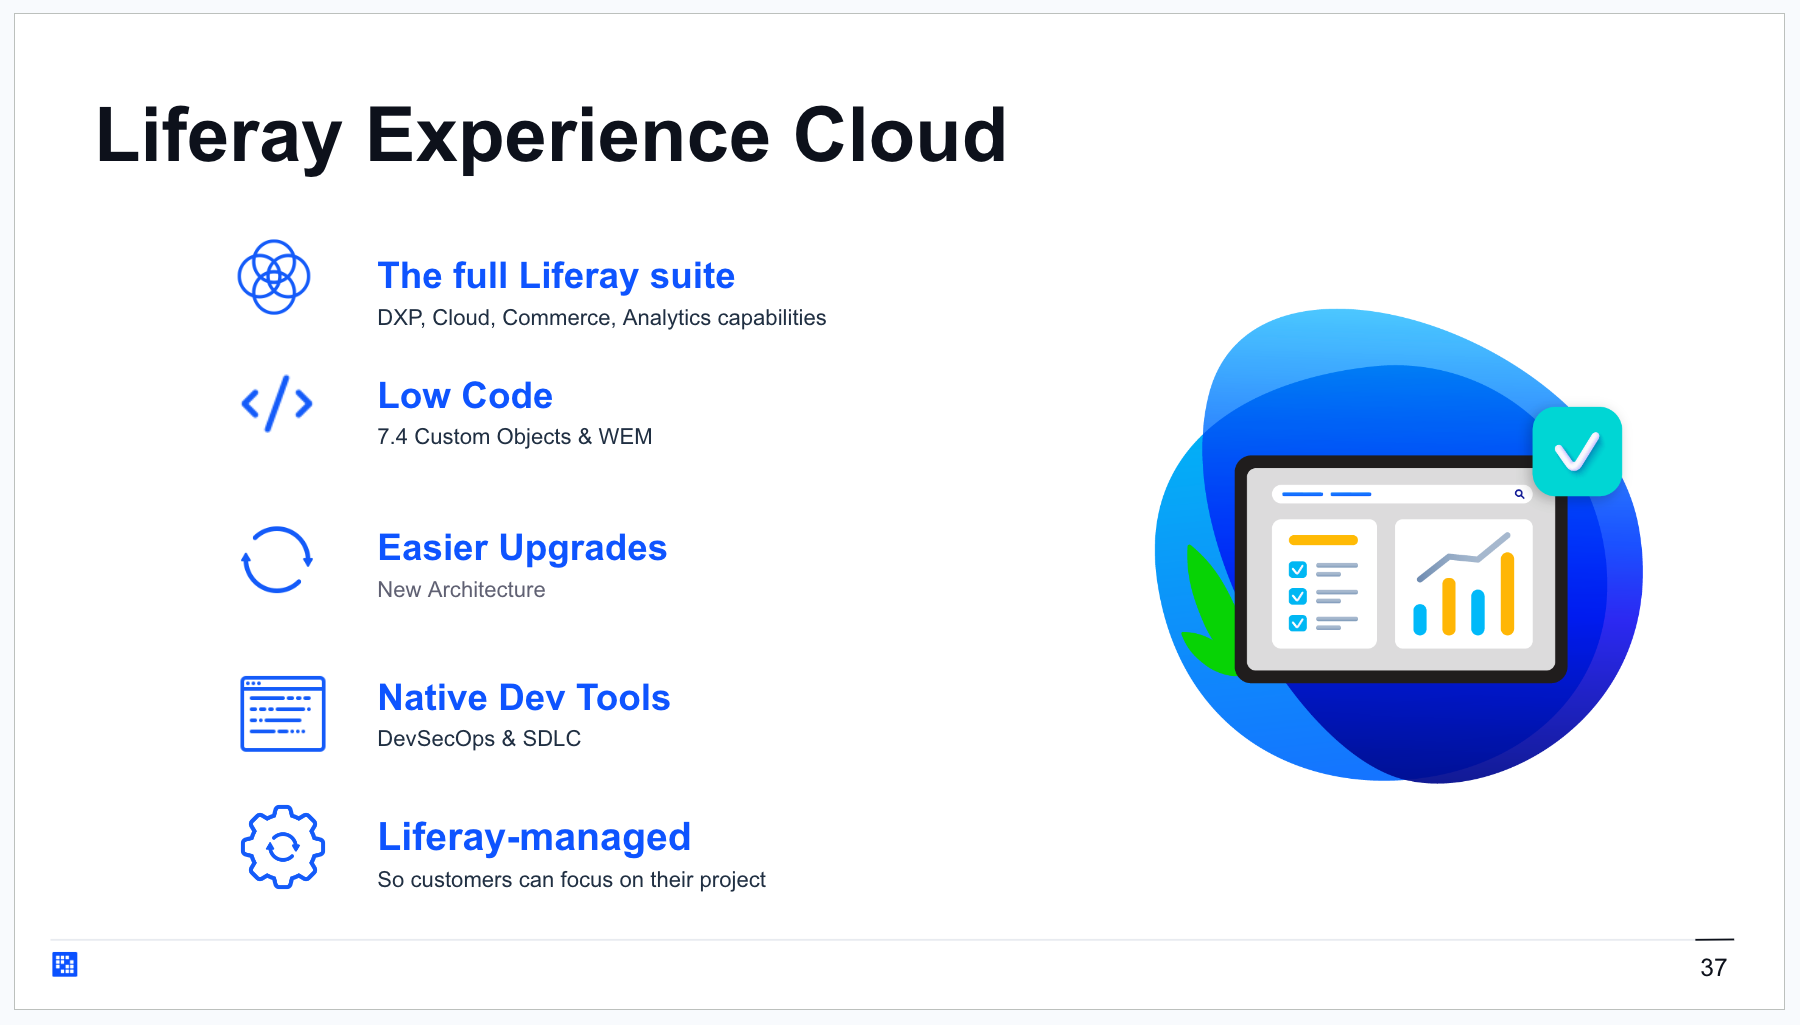 Liferay Experience Cloud
The full Liferay suite
DXP, Cloud, Commerce, Analytics capabilities
Low Code
7.4 Custom Objects & WEM
Easier Upgrades
New Architecture
Native Dev Tools
DevSecOps & SDLC
Liferay-managed
So customers can focus on their project
37